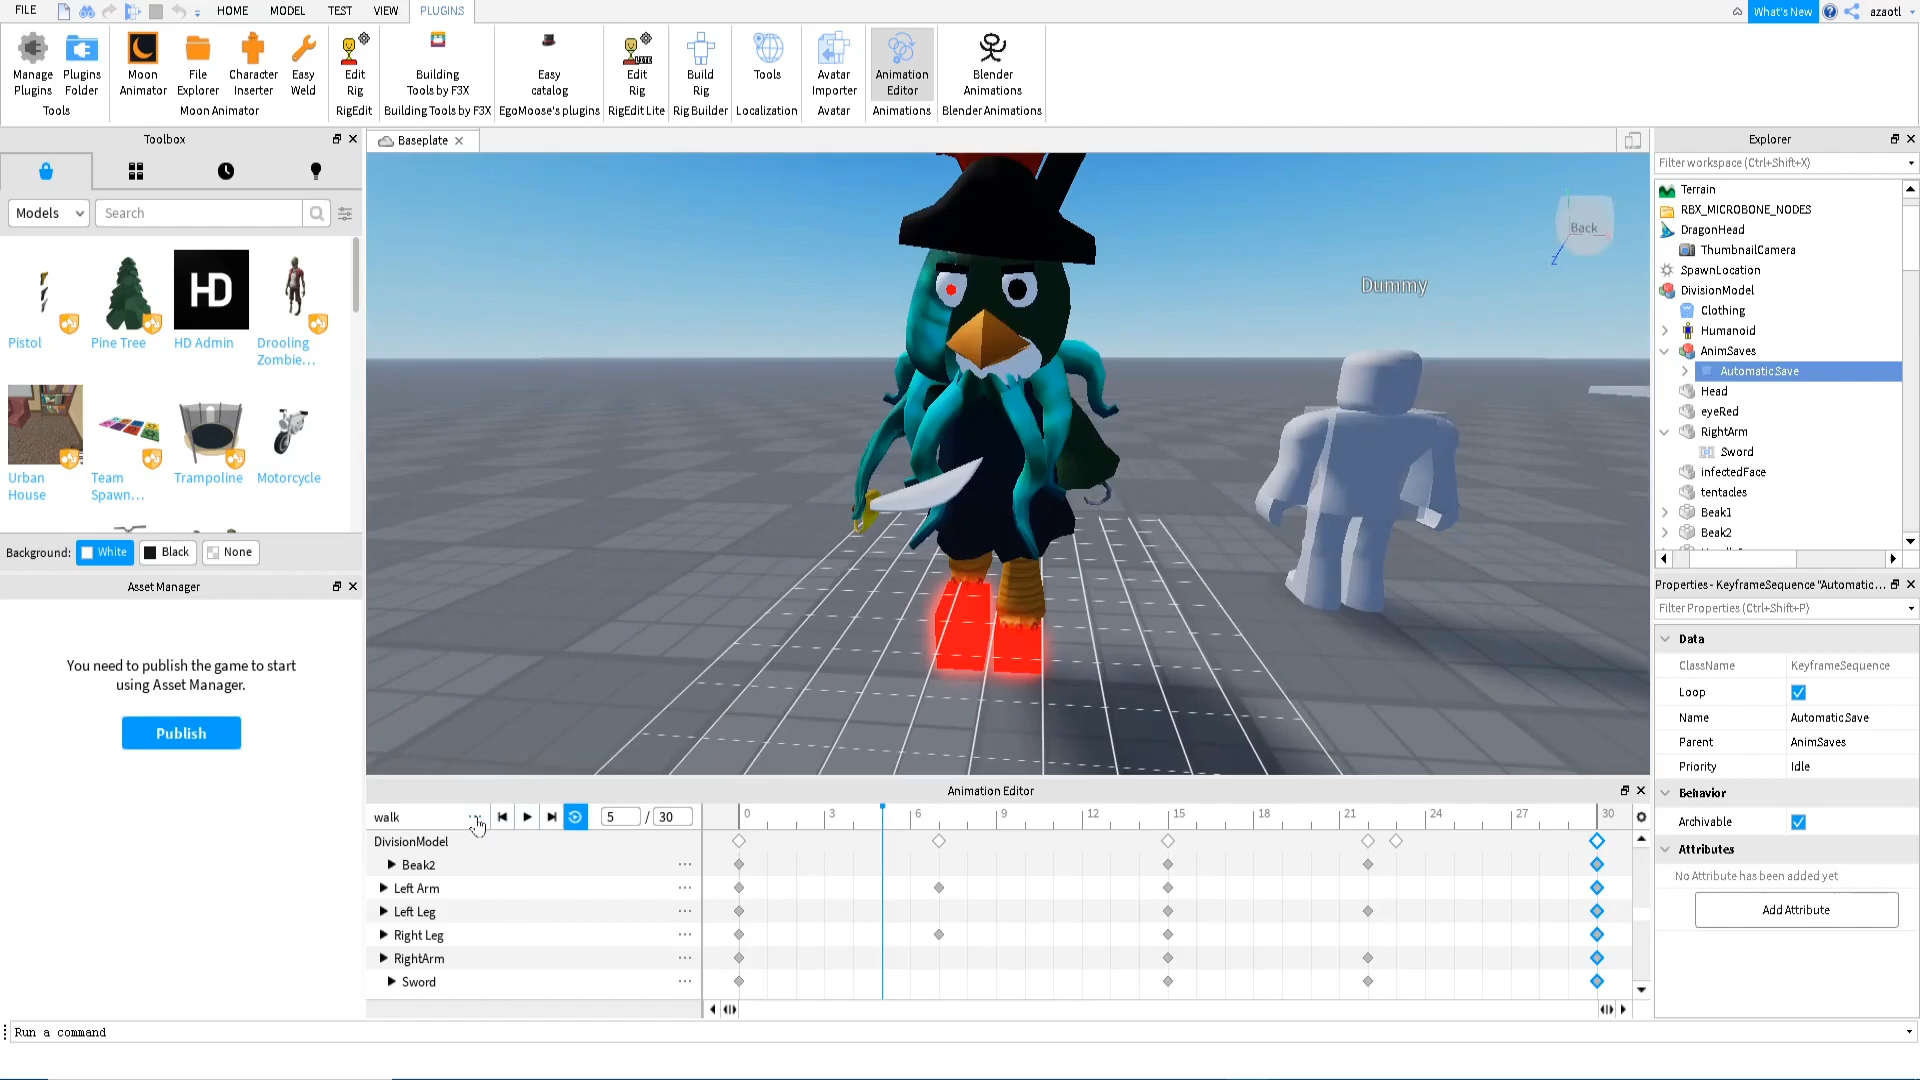 FILE HOME MODEL TEST VIEW PLUGINS What's New azaotl
Manage Plugins
Plugins Folder
Moon Animator
File Explorer
Character Inserter
Easy Weld
Edit Rig
Building Tools by F3X
Easy catalog
Edit Rig
Build Rig
Tools
Avatar Importer
Animation Editor
Blender Animations
Tools Moon Animator RigEdit Building Tools by F3X EgoMoose's plugins RigEdit Lite Rig Builder Localization Avatar Animations Blender Animations
Toolbox
Models Search
HD
Pistol Pine Tree HD Admin Drooling Zombie...
Urban House
Team Spawn...
Trampoline Motorcycle
Background: White Black None
Asset Manager
You need to publish the game to start
using Asset Manager.
Publish
Baseplate
Dummy
Back
Z
Explorer
Filter workspace (Ctrl+Shift+X)
Terrain
RBX_MICROBONE_NODES
DragonHead
ThumbnailCamera
SpawnLocation
DivisionModel
Clothing
Humanoid
AnimSaves
Automatic Save
Head
eyeRed
RightArm
Sword
infectedFace
tentacles
Beak1
Beak2
Properties - KeyframeSequence "Automatic...
Filter Properties (Ctrl+Shift+P)
Data
ClassName KeyframeSequence
Loop
Name Automatic Save
Parent AnimSaves
Priority Idle
Behavior
Archivable
Attributes
No Attribute has been added yet
Add Attribute
Animation Editor
walk ... 5 / 30 0 3 6 9 12 15 18 21 24 27 30
DivisionModel
Beak2 ...
Left Arm ...
Left Leg ...
Right Leg ...
RightArm ...
Sword ...
Run a command